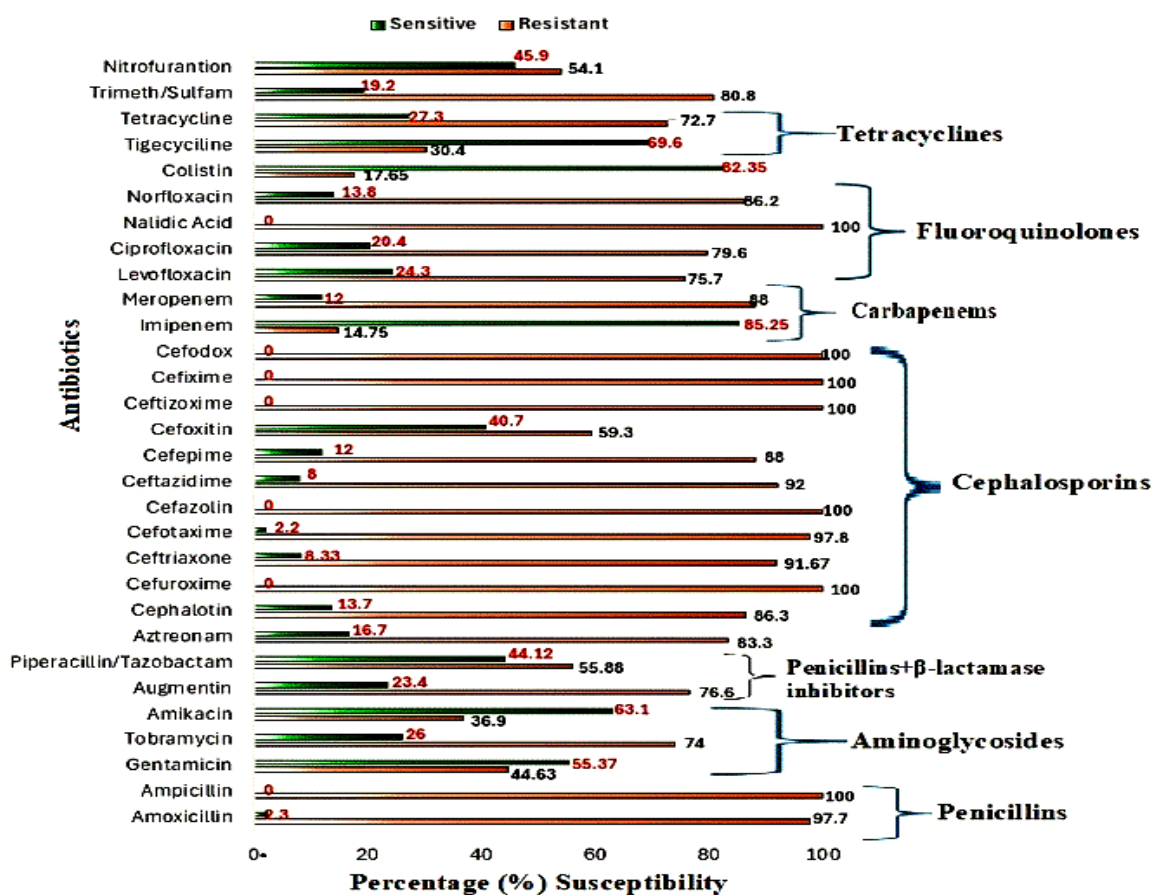 Sensitive Resistant
Nitrofurantion 45.9 54.1
Trimeth/Sulfam 19.2 80.8
Tetracycline 27.3 72.7
Tigecyciline 69.6 30.4
Tetracyclines
Colistin 82.35 17.65
Norfloxacin 13.8 86.2
Nalidic Acid 0 100
Ciprofloxacin 20.4 79.6
Levofloxacin 24.3 75.7
Fluoroquinolones
Meropenem 12 88
Imipenem 85.25 14.75
Carbapenems
Cefodox 0 100
Cefixime 0 100
Ceftizoxime 0 100
Cefoxitin 40.7 59.3
Cefepime 12 88
Ceftazidime 8 92
Cefazolin 0 100
Cefotaxime 2.2 97.8
Ceftriaxone 8.33 91.67
Cefuroxime 0 100
Cephalotin 13.7 86.3
Cephalosporins
Aztreonam 16.7 83.3
Piperacillin/Tazobactam 44.12 55.88
Augmentin 23.4 76.6
Penicillins+β-lactamase
inhibitors
Amikacin 63.1 36.9
Tobramycin 26 74
Gentamicin 55.37 44.63
Aminoglycosides
Ampicillin 0 100
Amoxicillin 2.3 97.7
Penicillins
Antibiotics
0 20 40 60 80 100
Percentage (%) Susceptibility